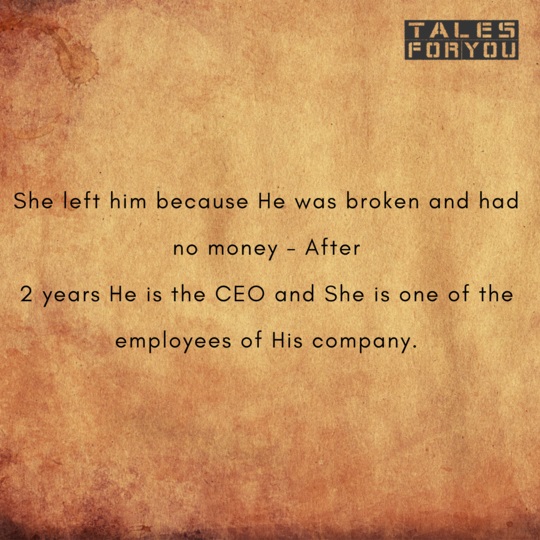 TALES
FORYOU
She left him because He was broken and had
no money - After
2 years He is the CEO and She is one of the
employees of His company.